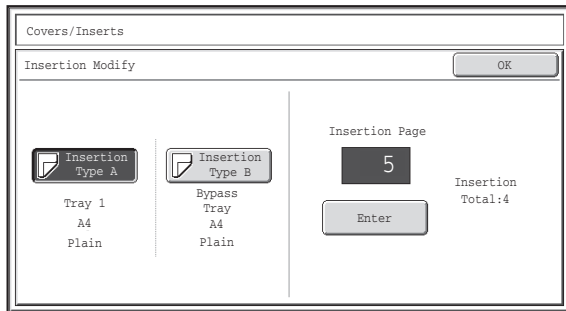 Covers/Inserts
Insertion Modify
OK
Insertion
Type A
Tray 1
A4
Plain
Insertion
Type B
Bypass
Tray
A4
Plain
Insertion Page
5
Enter
Insertion
Total:4